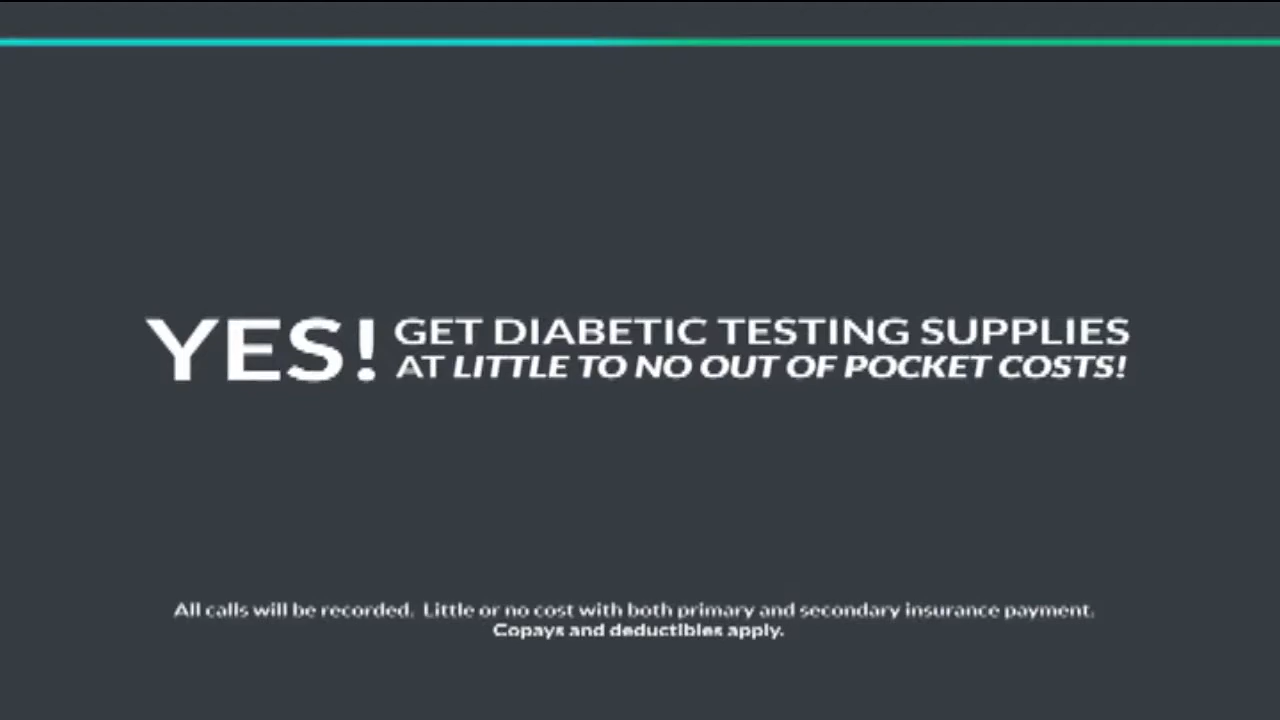 YES! GET DIABETIC TESTING SUPPLIES
AT LITTLE TO NO OUT OF POCKET COSTS!
All calls will be recorded. Little or no cost with both primary and secondary insurance payment.
Copays and deductibles apply.